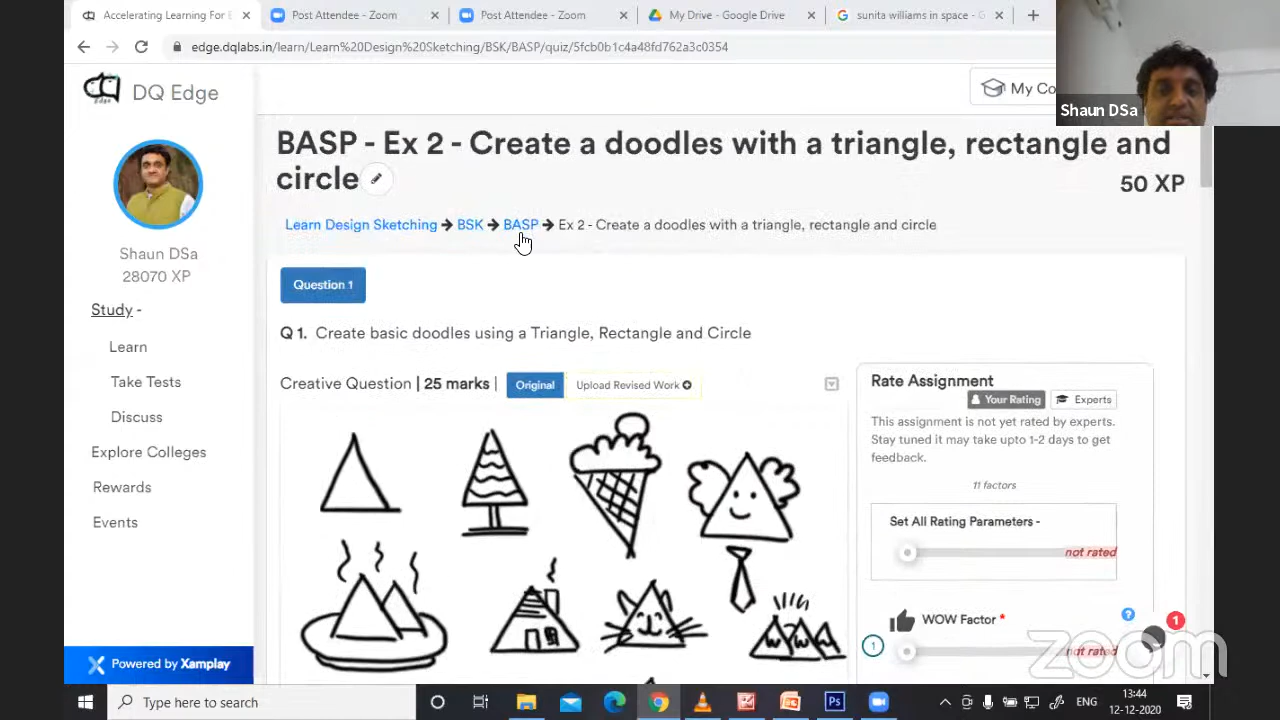 Accelerating Learning For E
Post Attendee - Zoom
Post Attendee - Zoom
My Drive - Google Drive
sunita williams in space - G
edge.dqlabs.in/learn/Learn%20Design%20Sketching/BSK/BASP/quiz/5fcb0b1c4a48fd762a3c0354
Shaun DSa
Edge
DQ Edge
My Co
BASP - Ex 2 - Create a doodles with a triangle, rectangle and
circle
50 XP
Learn Design Sketching → BSK → BASP → Ex 2 - Create a doodles with a triangle, rectangle and circle
Shaun DSa
28070 XP
Study -
Learn
Take Tests
Discuss
Explore Colleges
Rewards
Events
Powered by Xamplay
Question 1
Q 1. Create basic doodles using a Triangle, Rectangle and Circle
Creative Question | 25 marks |
Original
Upload Revised Work
Rate Assignment
Your Rating
Experts
This assignment is not yet rated by experts.
Stay tuned it may take upto 1-2 days to get
feedback.
11 factors
Set All Rating Parameters -
not rated
WOW Factor *
?
1
1
not rated
zoom
Type here to search
ENG
13:44
12-12-2020